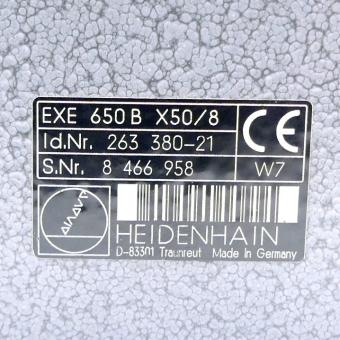 EXE 650 B X50/8
CE
Id.Nr. 263 380-21
S.Nr. 8 466 958 W7
HEIDENHAIN
D-83301 Traunreut Made in Germany